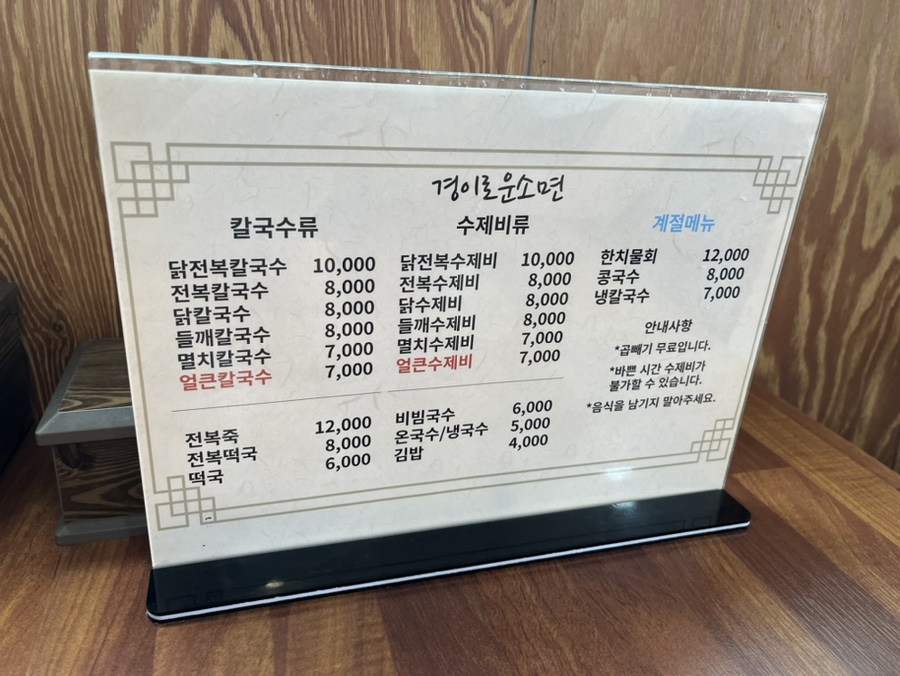 경이로운소면
칼국수류
닭전복칼국수 10,000
전복칼국수 8,000
닭칼국수 8,000
들깨칼국수 8,000
멸치칼국수 7,000
얼큰칼국수 7,000
수제비류
닭전복수제비 10,000
전복수제비 8,000
닭수제비 8,000
들깨수제비 8,000
멸치수제비 7,000
얼큰수제비 7,000
계절메뉴
한치물회 12,000
콩국수 8,000
냉칼국수 7,000
안내사항
*곱빼기 무료입니다.
*바쁜 시간 수제비가
불가할 수 있습니다.
*음식을 남기지 말아주세요.
전복죽 12,000
전복떡국 8,000
떡국 6,000
비빔국수 6,000
온국수/냉국수 5,000
김밥 4,000